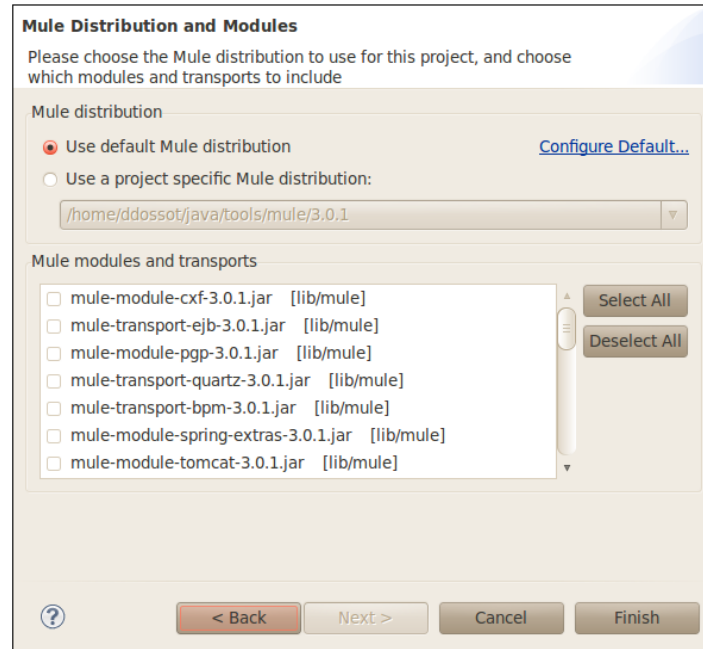 Mule Distribution and Modules
Please choose the Mule distribution to use for this project, and choose
which modules and transports to include
Mule distribution
Use default Mule distribution
Configure Default...
Use a project specific Mule distribution:
/home/ddossot/java/tools/mule/3.0.1
Mule modules and transports
mule-module-cxf-3.0.1.jar [lib/mule]
Select All
mule-transport-ejb-3.0.1.jar [lib/mule]
Deselect All
mule-module-pgp-3.0.1.jar [lib/mule]
mule-transport-quartz-3.0.1.jar [lib/mule]
mule-transport-bpm-3.0.1.jar [lib/mule]
mule-module-spring-extras-3.0.1.jar [lib/mule]
mule-module-tomcat-3.0.1.jar [lib/mule]
?
< Back
Next >
Cancel
Finish